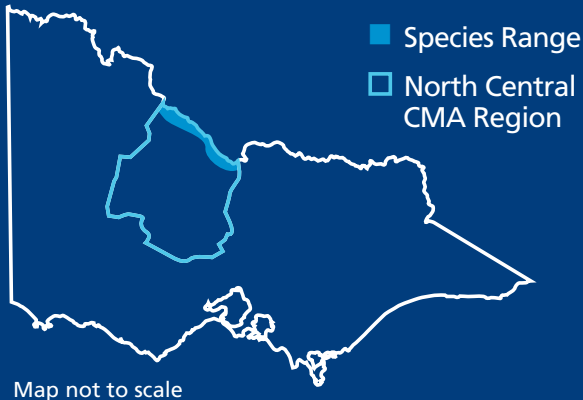 Species Range
North Central
CMA Region
Map not to scale